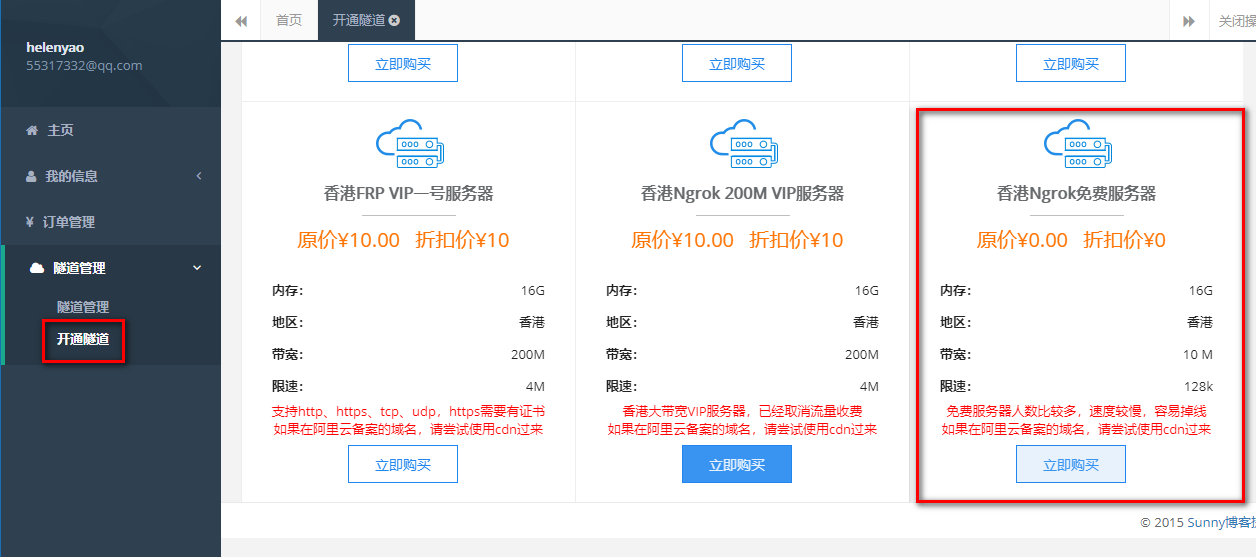 helenyao
55317332@qq.com
主页
我的信息
¥ 订单管理
隧道管理
隧道管理
开通隧道
首页
开通隧道
关闭操
立即购买
立即购买
立即购买
香港FRP VIP一号服务器
原价¥10.00 折扣价¥10
内存: 16G
地区: 香港
带宽: 200M
限速: 4M
支持http、https、tcp、udp，https需要有证书
如果在阿里云备案的域名，请尝试使用cdn过来
立即购买
香港Ngrok 200M VIP服务器
原价¥10.00 折扣价¥10
内存: 16G
地区: 香港
带宽: 200M
限速: 4M
香港大带宽VIP服务器，已经取消流量收费
如果在阿里云备案的域名，请尝试使用cdn过来
立即购买
香港Ngrok免费服务器
原价¥0.00 折扣价¥0
内存: 16G
地区: 香港
带宽: 10 M
限速: 128k
免费服务器人数比较多，速度较慢，容易掉线
如果在阿里云备案的域名，请尝试使用cdn过来
立即购买
© 2015 Sunny博客